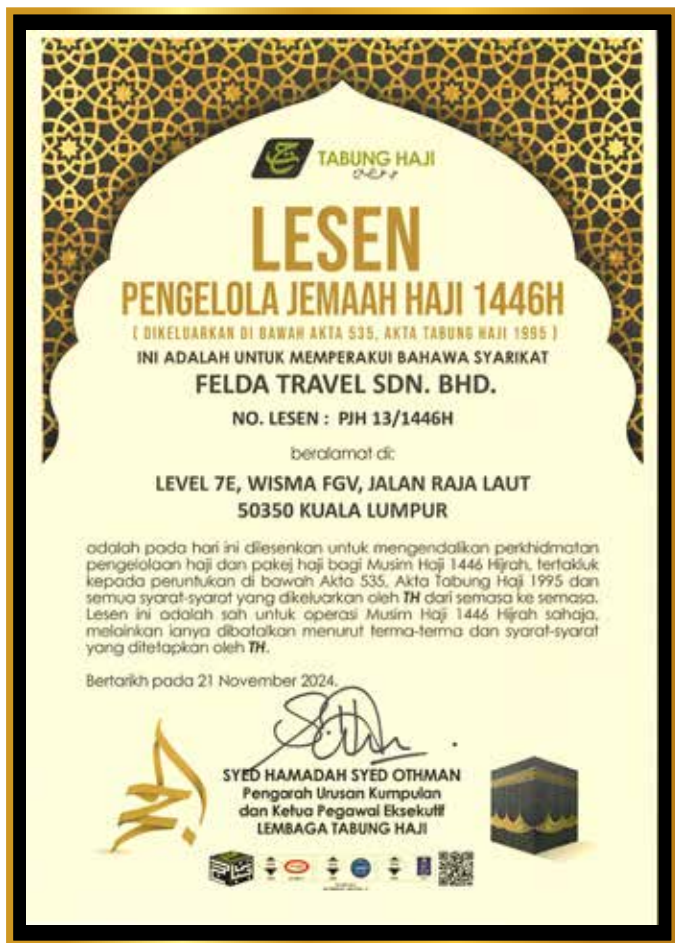 TABUNG HAJI
LESEN
PENGELOLA JEMAAH HAJI 1446H
( DIKELUARKAN DI BAWAH AKTA 535, AKTA TABUNG HAJI 1995 )
INI ADALAH UNTUK MEMPERAKUI BAHAWA SYARIKAT
FELDA TRAVEL SDN. BHD.
NO. LESEN : PJH 13/1446H
beralamat di:
LEVEL 7E, WISMA FGV, JALAN RAJA LAUT
50350 KUALA LUMPUR
adalah pada hari ini dilesenkan untuk mengendalikan perkhidmatan
pengelolaan haji dan pakej haji bagi Musim Haji 1446 Hijrah, tertakluk
kepada peruntukan di bawah Akta 535, Akta Tabung Haji 1995 dan
semua syarat-syarat yang dikeluarkan oleh TH dari semasa ke semasa.
Lesen ini adalah sah untuk operasi Musim Haji 1446 Hijrah sahaja,
melainkan ianya dibatalkan menurut terma-terma dan syarat-syarat
yang ditetapkan oleh TH.
Bertarikh pada 21 November 2024.
SYED HAMADAH SYED OTHMAN
Pengarah Urusan Kumpulan
dan Ketua Pegawai Eksekutif
LEMBAGA TABUNG HAJI